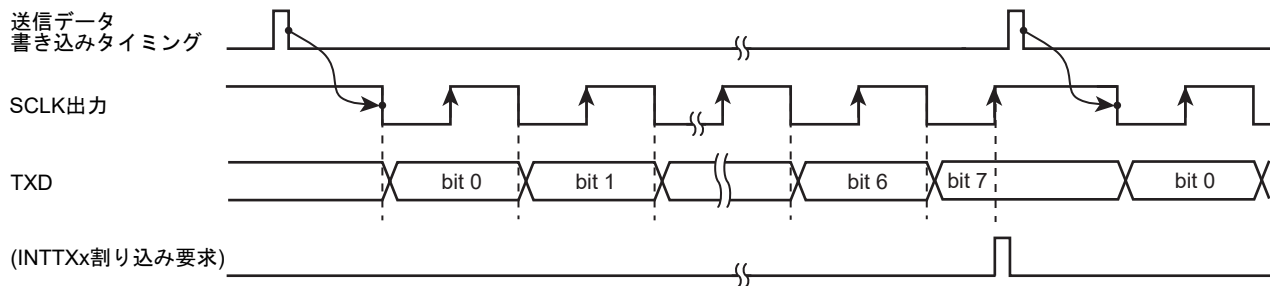 送信データ
書き込みタイミング
SCLK出力
TXD
bit 0
bit 1
bit 6
bit 7
bit 0
(INTTXx割り込み要求)